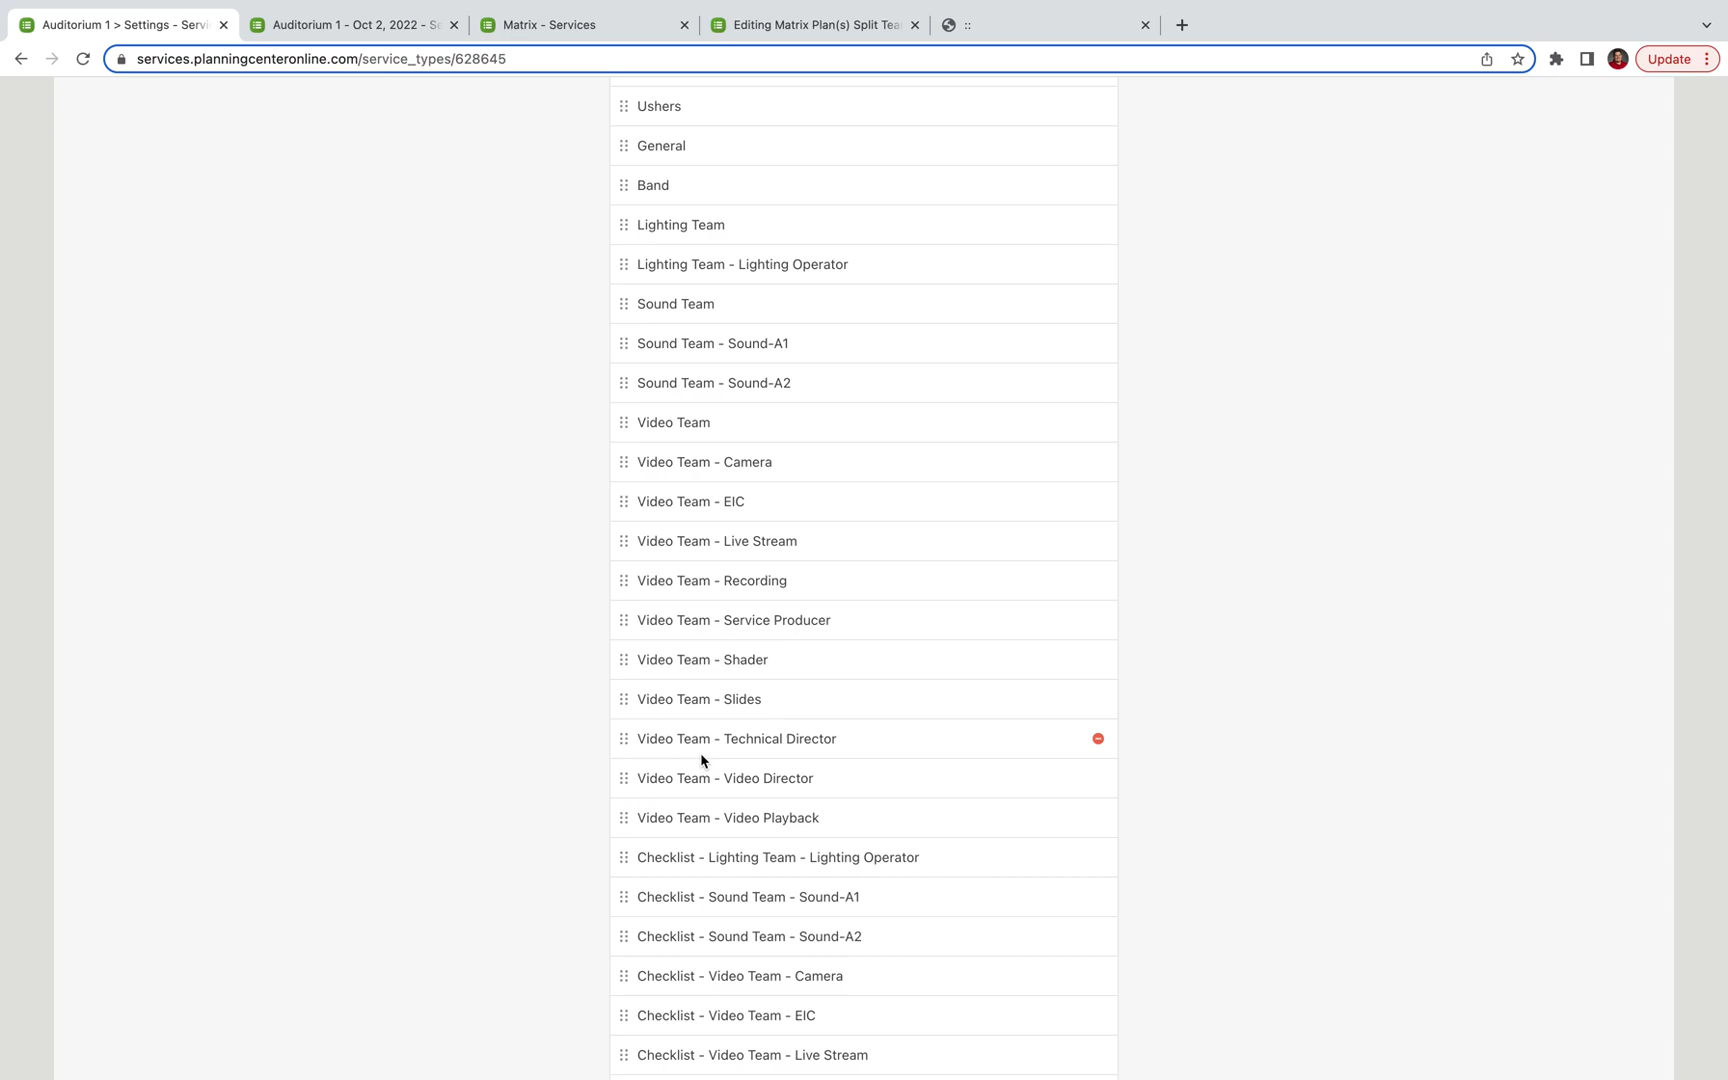 Auditorium 1 > Settings - Servi
Auditorium 1 - Oct 2, 2022 - Se
Matrix - Services
Editing Matrix Plan(s) Split Tea
::
services.planningcenteronline.com/service_types/628645
Update
Ushers
General
Band
Lighting Team
Lighting Team - Lighting Operator
Sound Team
Sound Team - Sound-A1
Sound Team - Sound-A2
Video Team
Video Team - Camera
Video Team - EIC
Video Team - Live Stream
Video Team - Recording
Video Team - Service Producer
Video Team - Shader
Video Team - Slides
Video Team - Technical Director
Video Team - Video Director
Video Team - Video Playback
Checklist - Lighting Team - Lighting Operator
Checklist - Sound Team - Sound-A1
Checklist - Sound Team - Sound-A2
Checklist - Video Team - Camera
Checklist - Video Team - EIC
Checklist - Video Team - Live Stream